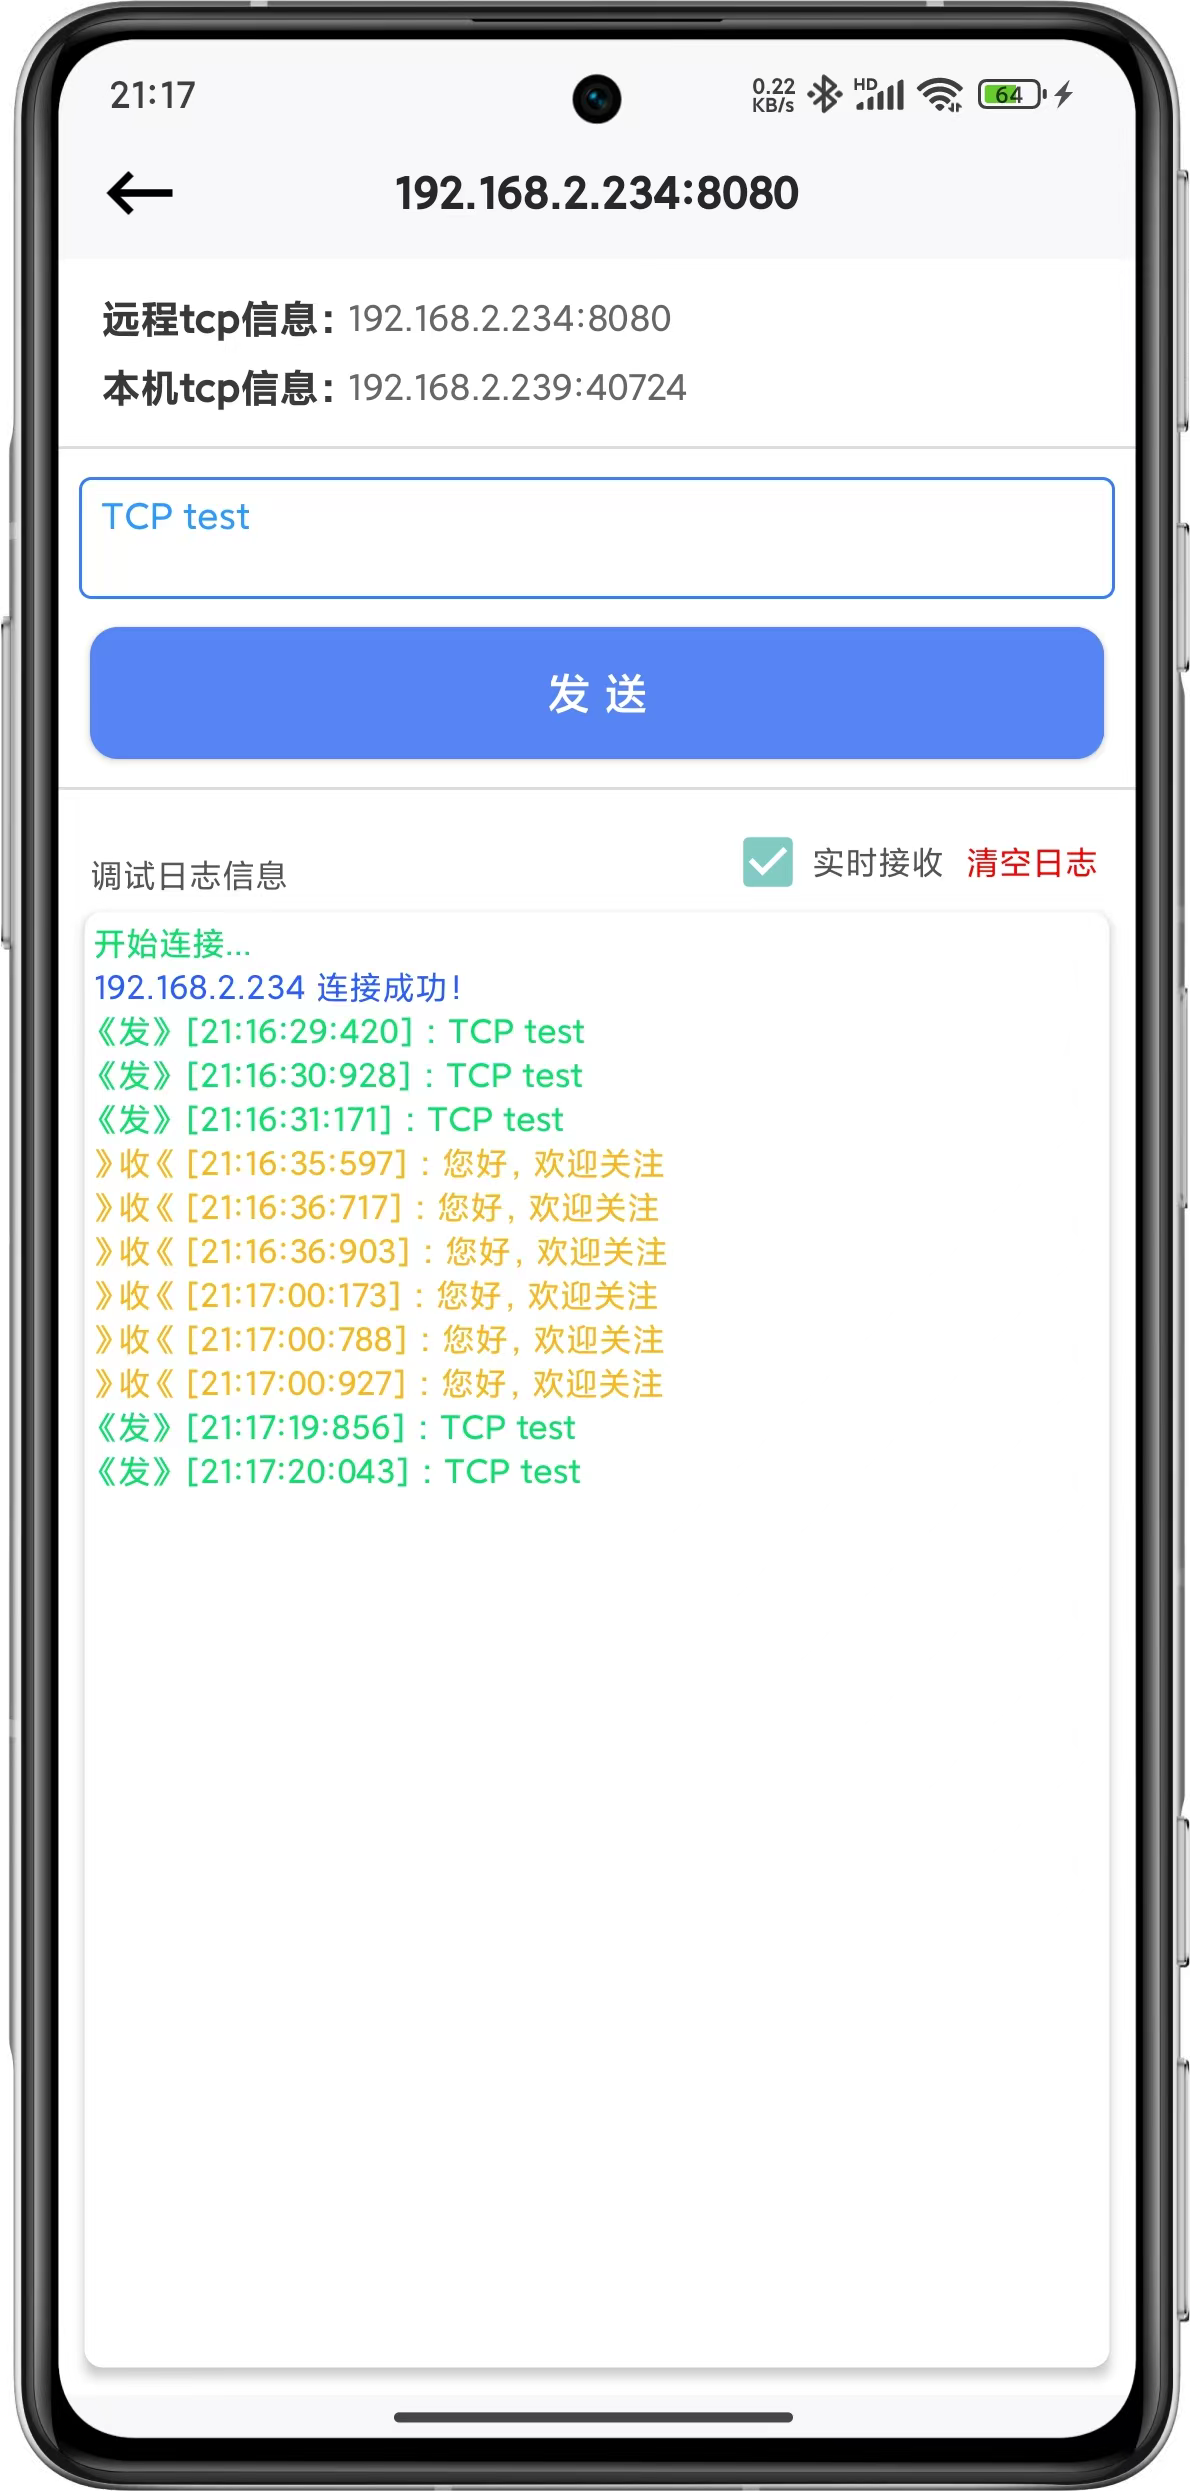 21:17
0.22 KB/s HD 64
192.168.2.234:8080
远程tcp信息：192.168.2.234:8080
本机tcp信息：192.168.2.239:40724
TCP test
发 送
调试日志信息
实时接收 清空日志
开始连接...
192.168.2.234 连接成功！
《发》[21:16:29:420]：TCP test
《发》[21:16:30:928]：TCP test
《发》[21:16:31:171]：TCP test
》收《 [21:16:35:597]：您好，欢迎关注
》收《 [21:16:36:717]：您好，欢迎关注
》收《 [21:16:36:903]：您好，欢迎关注
》收《 [21:17:00:173]：您好，欢迎关注
》收《 [21:17:00:788]：您好，欢迎关注
》收《 [21:17:00:927]：您好，欢迎关注
《发》[21:17:19:856]：TCP test
《发》[21:17:20:043]：TCP test